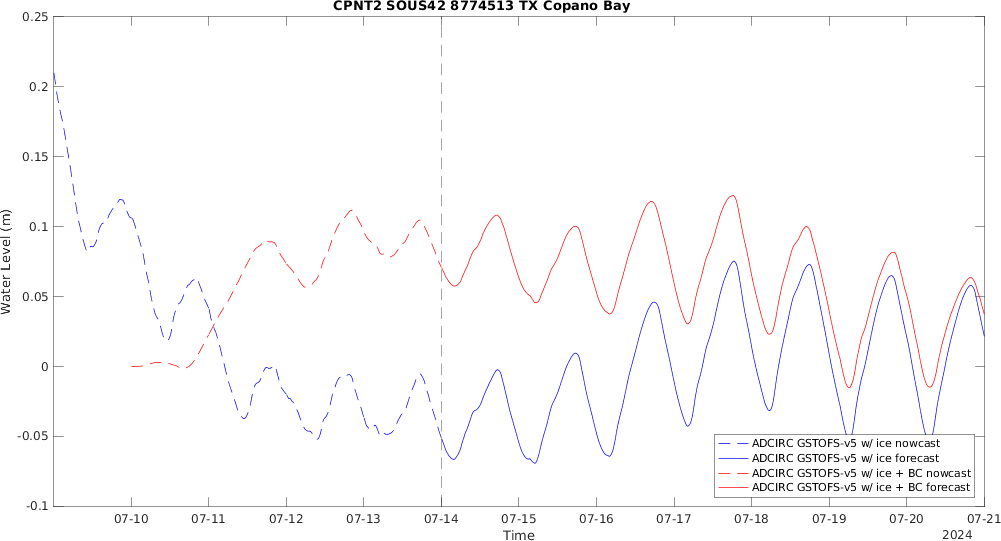 CPNT2 SOUS42 8774513 TX Copano Bay
0.25
0.2
0.15
0.1
0.05
0
-0.05
-0.1
Water Level (m)
ADCIRC GSTOFS-v5 w/ ice nowcast
ADCIRC GSTOFS-v5 w/ ice forecast
ADCIRC GSTOFS-v5 w/ ice + BC nowcast
ADCIRC GSTOFS-v5 w/ ice + BC forecast
07-10 07-11 07-12 07-13 07-14 07-15 07-16 07-17 07-18 07-19 07-20 07-21
Time
2024